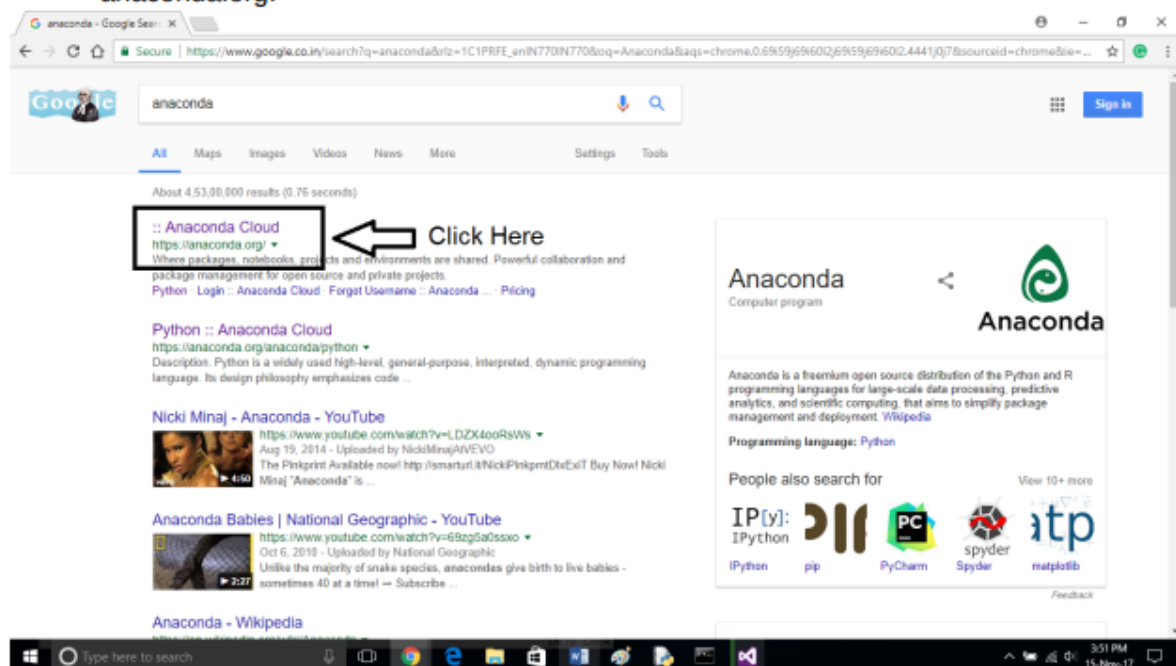 anaconda.org.
anaconda - Google Sear
Secure | https://www.google.co.in/search?q=anaconda&rlz=1C1PRFE_enIN770IN770&oq=Anaconda&aqs=chrome.0.69i59j69i60l2j69i59j69i60l2.4441j0j7&sourceid=chrome&ie=...
Google
anaconda
Sign in
All Maps Images Videos News More Settings Tools
About 4,53,00,000 results (0.76 seconds)
:: Anaconda Cloud
https://anaconda.org/
Click Here
Where packages, notebooks, projects and environments are shared. Powerful collaboration and
package management for open source and private projects.
Python · Login :: Anaconda Cloud · Forgot Username :: Anaconda ... · Pricing
Python :: Anaconda Cloud
https://anaconda.org/anaconda/python
Description. Python is a widely used high-level, general-purpose, interpreted, dynamic programming
language. Its design philosophy emphasizes code ...
Nicki Minaj - Anaconda - YouTube
https://www.youtube.com/watch?v=LDZX4ooRsWs
Aug 19, 2014 - Uploaded by NickiMinajAtVEVO
The Pinkprint Available now! http://smarturl.it/NickiPinkprntDlxExIT Buy Now! Nicki
Minaj "Anaconda" is ...
4:50
Anaconda Babies | National Geographic - YouTube
https://www.youtube.com/watch?v=69zg5a0ssxo
Oct 6, 2010 - Uploaded by National Geographic
Unlike the majority of snake species, anacondas give birth to live babies -
sometimes 40 at a time! → Subscribe ...
2:27
Anaconda - Wikipedia
Anaconda
Computer program
Anaconda
Anaconda is a freemium open source distribution of the Python and R
programming languages for large-scale data processing, predictive
analytics, and scientific computing, that aims to simplify package
management and deployment. Wikipedia
Programming language: Python
People also search for
View 10+ more
IP[y]:
IPython
PC
spyder
IPython pip PyCharm Spyder matplotlib
Feedback
Type here to search
3:51 PM
15-Nov-17